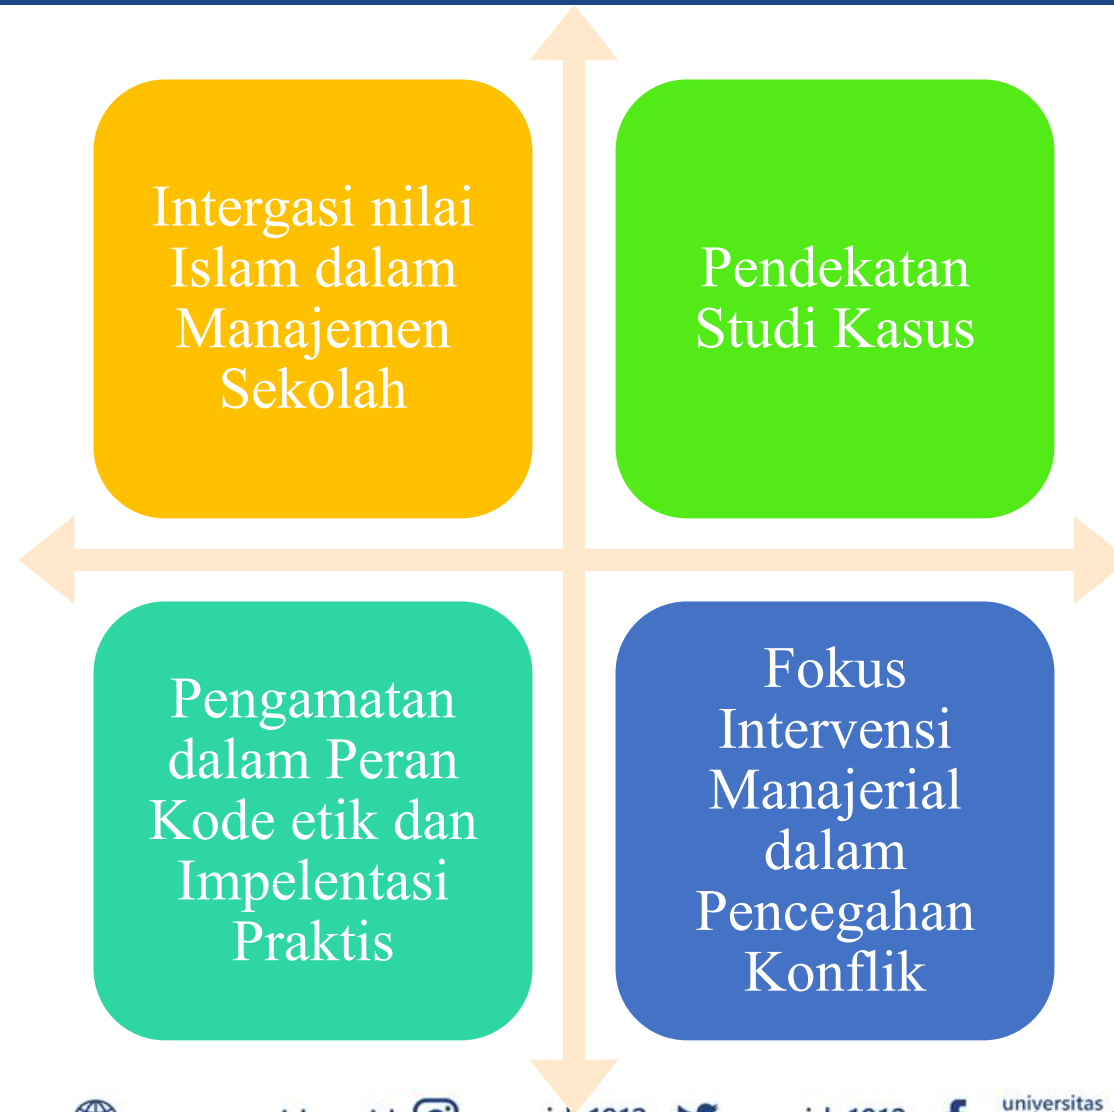 Intergasi nilai
Islam dalam
Manajemen
Sekolah
Pendekatan
Studi Kasus
Pengamatan
dalam Peran
Kode etik dan
Impelentasi
Praktis
Fokus
Intervensi
Manajerial
dalam
Pencegahan
Konflik
universitas